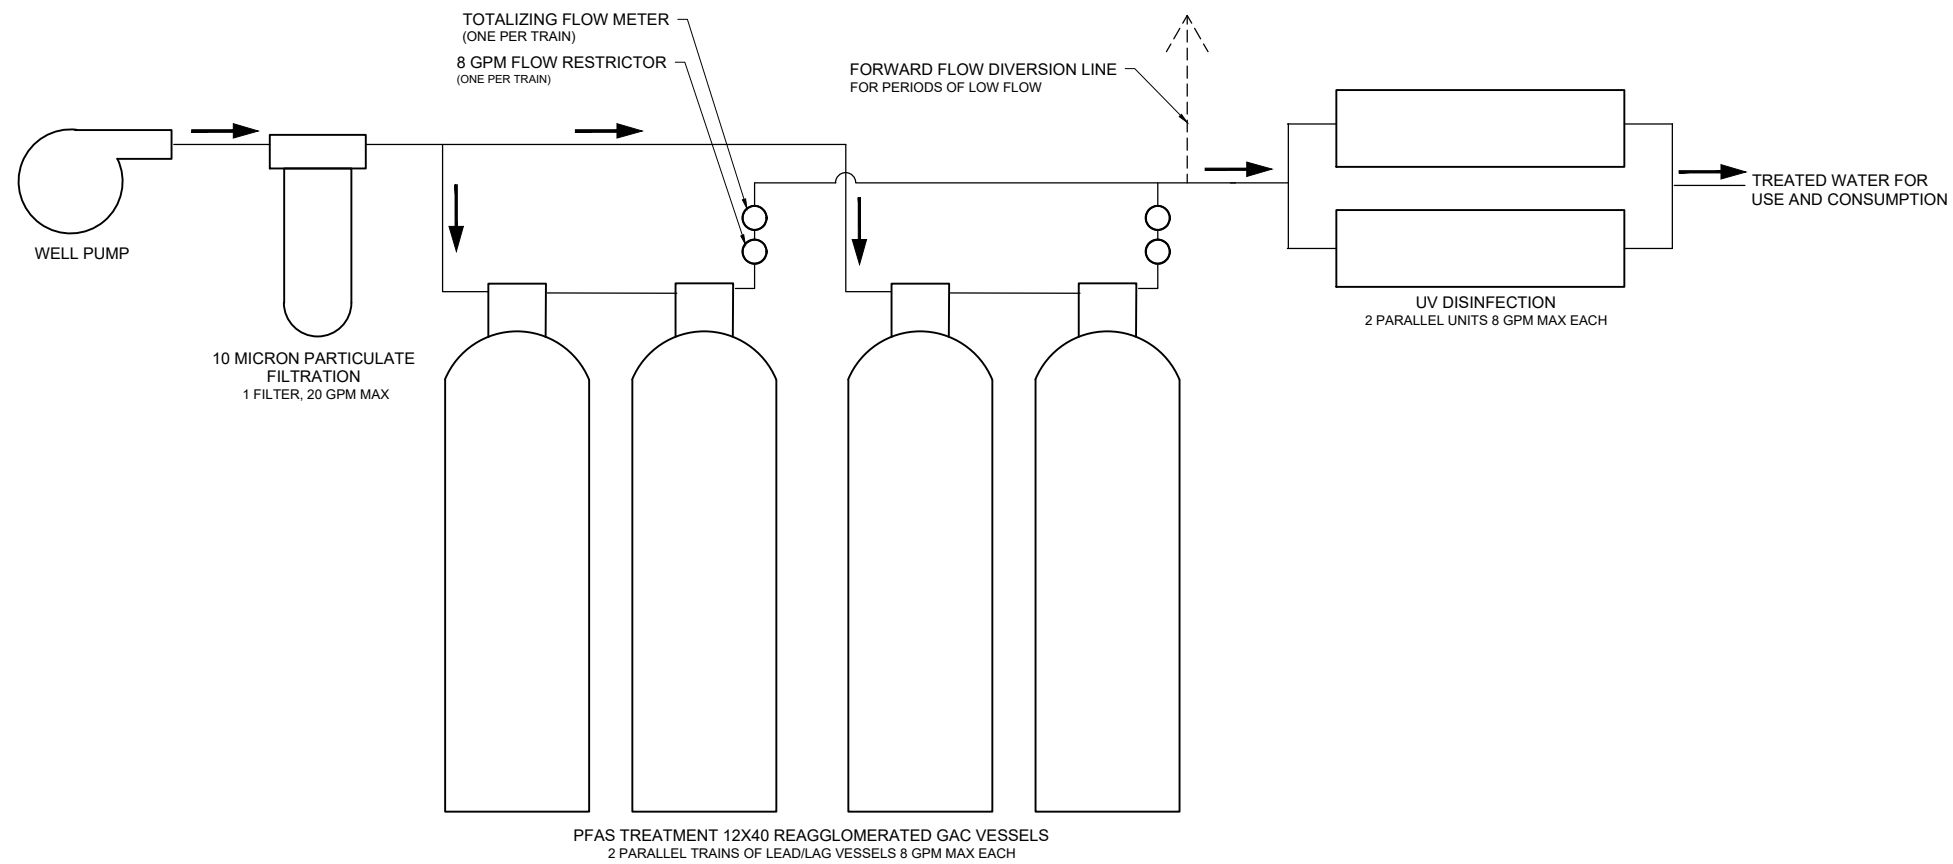 TOTALIZING FLOW METER
(ONE PER TRAIN)
8 GPM FLOW RESTRICTOR
(ONE PER TRAIN)
FORWARD FLOW DIVERSION LINE
FOR PERIODS OF LOW FLOW
WELL PUMP
10 MICRON PARTICULATE
FILTRATION
1 FILTER, 20 GPM MAX
TREATED WATER FOR
USE AND CONSUMPTION
UV DISINFECTION
2 PARALLEL UNITS 8 GPM MAX EACH
PFAS TREATMENT 12X40 REAGGLOMERATED GAC VESSELS
2 PARALLEL TRAINS OF LEAD/LAG VESSELS 8 GPM MAX EACH